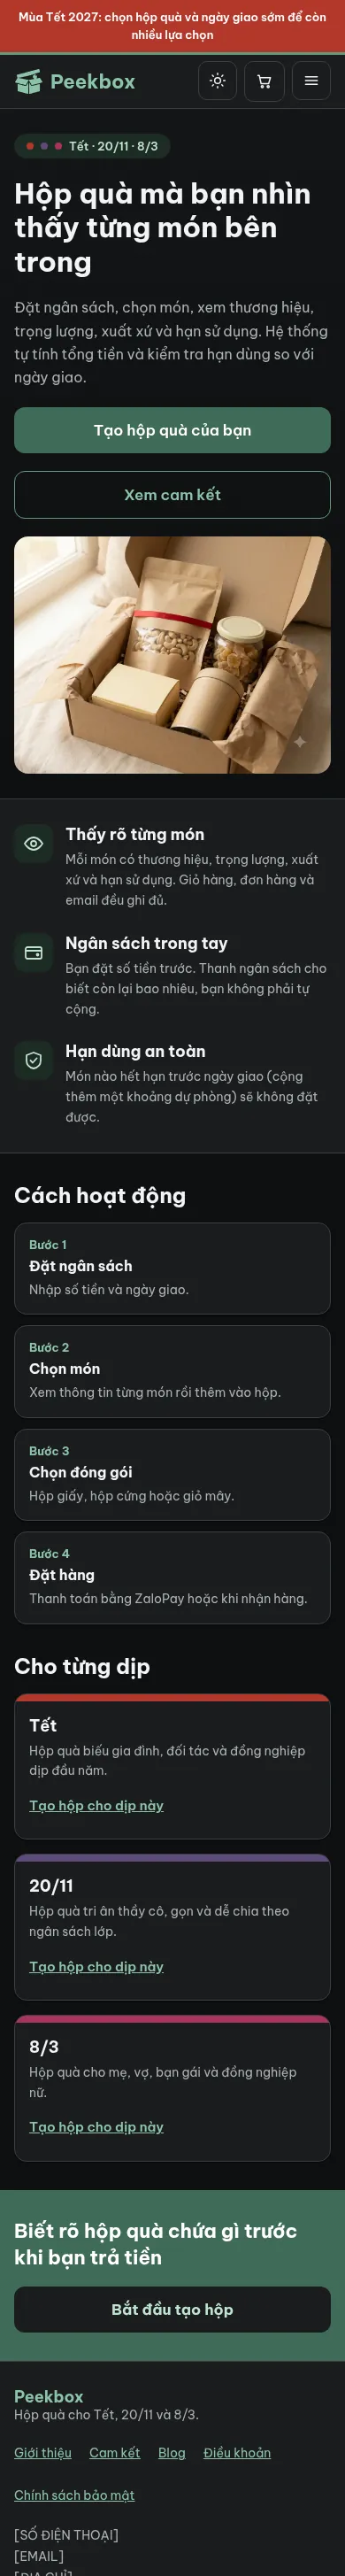 Mùa Tết 2027: chọn hộp quà và ngày giao sớm để còn
nhiều lựa chọn
Peekbox
Tết · 20/11 · 8/3
Hộp quà mà bạn nhìn
thấy từng món bên
trong
Đặt ngân sách, chọn món, xem thương hiệu,
trọng lượng, xuất xứ và hạn sử dụng. Hệ thống
tự tính tổng tiền và kiểm tra hạn dùng so với
ngày giao.
Tạo hộp quà của bạn
Xem cam kết
Thấy rõ từng món
Mỗi món có thương hiệu, trọng lượng, xuất
xứ và hạn sử dụng. Giỏ hàng, đơn hàng và
email đều ghi đủ.
Ngân sách trong tay
Bạn đặt số tiền trước. Thanh ngân sách cho
biết còn lại bao nhiêu, bạn không phải tự
cộng.
Hạn dùng an toàn
Món nào hết hạn trước ngày giao (cộng
thêm một khoảng dự phòng) sẽ không đặt
được.
Cách hoạt động
Bước 1
Đặt ngân sách
Nhập số tiền và ngày giao.
Bước 2
Chọn món
Xem thông tin từng món rồi thêm vào hộp.
Bước 3
Chọn đóng gói
Hộp giấy, hộp cứng hoặc giỏ mây.
Bước 4
Đặt hàng
Thanh toán bằng ZaloPay hoặc khi nhận hàng.
Cho từng dịp
Tết
Hộp quà biếu gia đình, đối tác và đồng nghiệp
dịp đầu năm.
Tạo hộp cho dịp này
20/11
Hộp quà tri ân thầy cô, gọn và dễ chia theo
ngân sách lớp.
Tạo hộp cho dịp này
8/3
Hộp quà cho mẹ, vợ, bạn gái và đồng nghiệp
nữ.
Tạo hộp cho dịp này
Biết rõ hộp quà chứa gì trước
khi bạn trả tiền
Bắt đầu tạo hộp
Peekbox
Hộp quà cho Tết, 20/11 và 8/3.
Giới thiệu Cam kết Blog Điều khoản
Chính sách bảo mật
[SỐ ĐIỆN THOẠI]
[EMAIL]
[ĐỊA CHỈ]